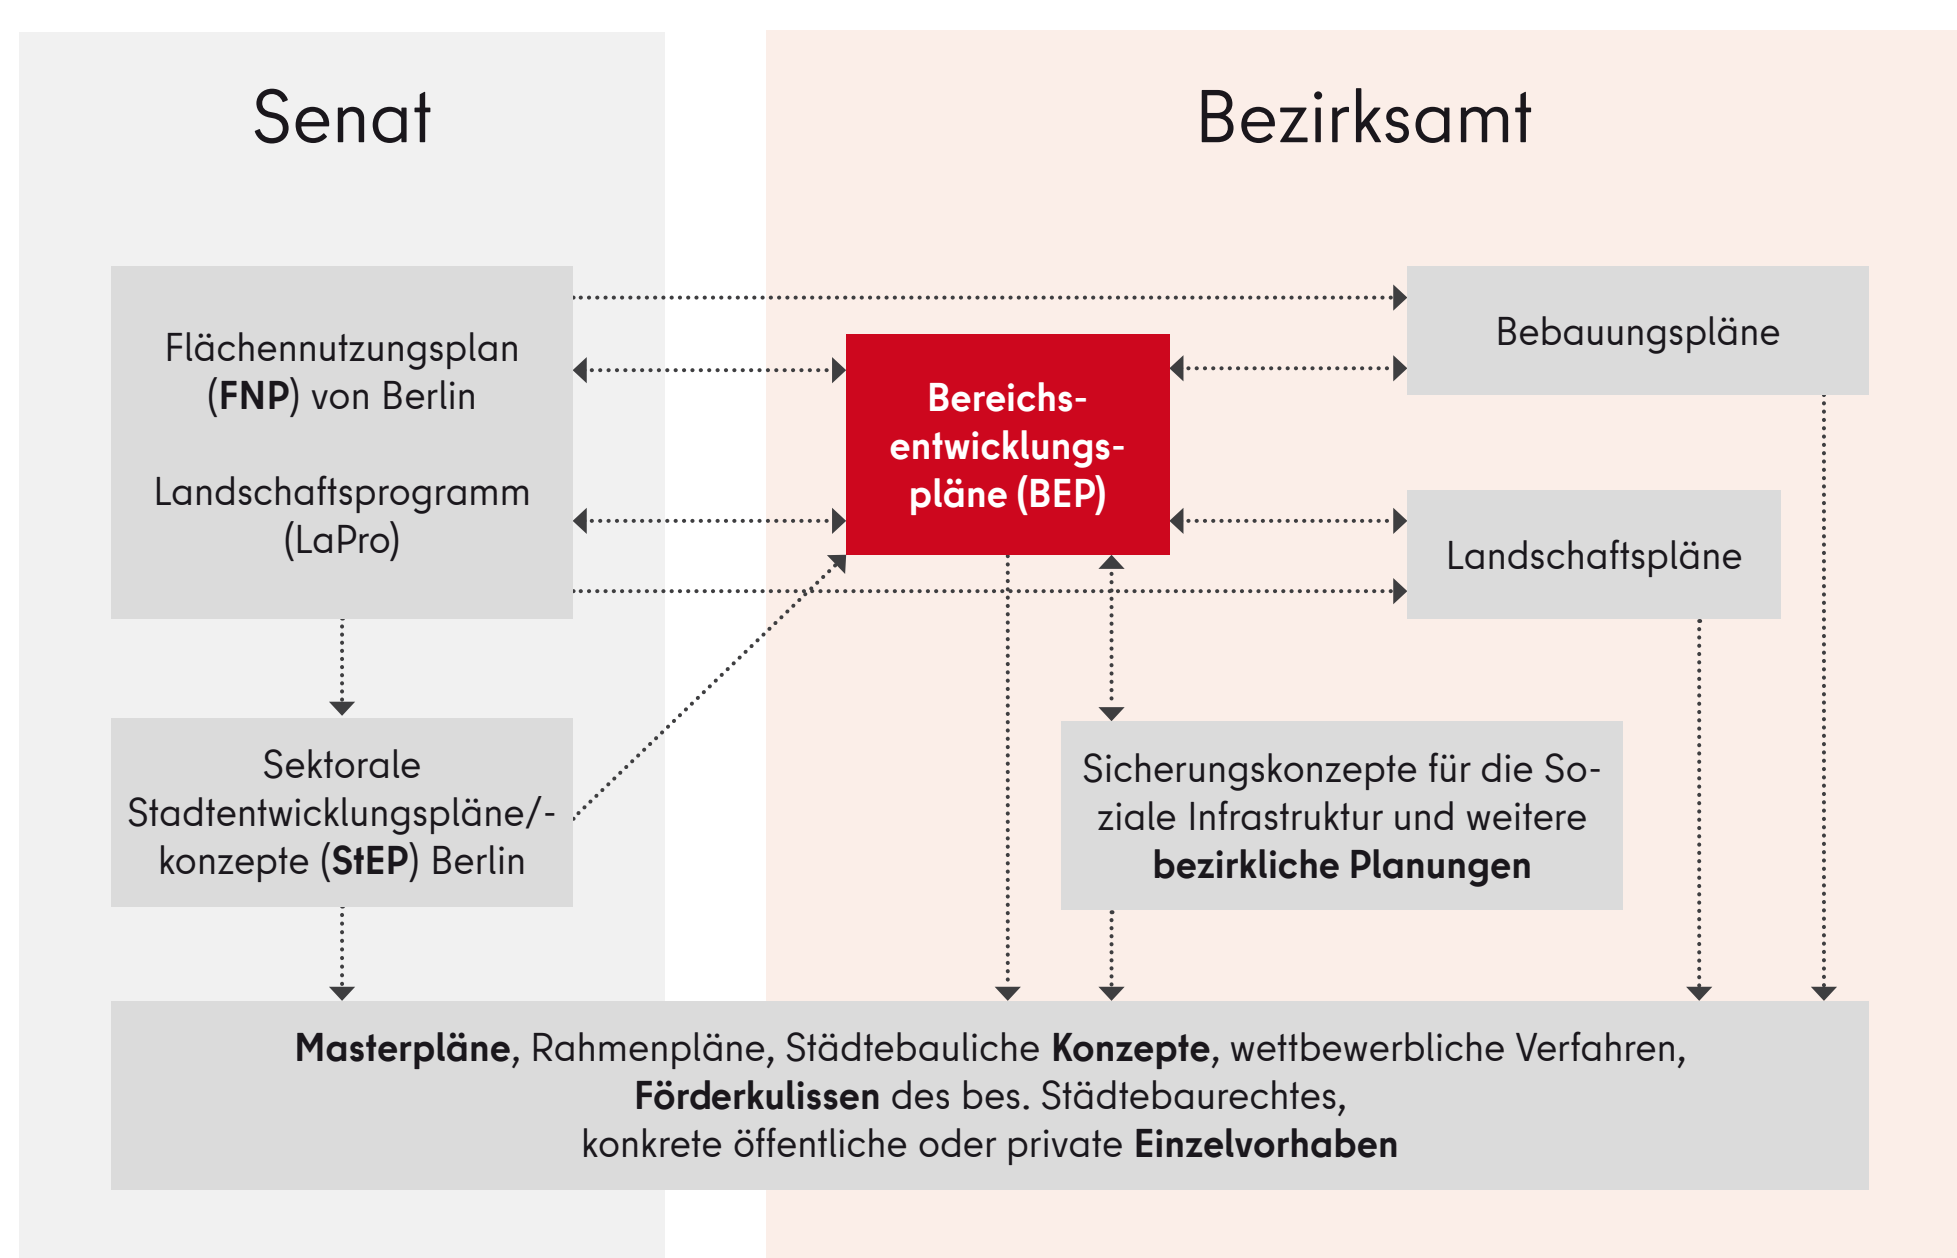 Senat
Bezirksamt
Flächennutzungsplan
(FNP) von Berlin
Landschaftsprogramm
(LaPro)
Bereichs-
entwicklungs-
pläne (BEP)
Bebauungspläne
Landschaftspläne
Sektorale
Stadtentwicklungspläne/-
konzepte (StEP) Berlin
Sicherungskonzepte für die So-
ziale Infrastruktur und weitere
bezirkliche Planungen
Masterpläne, Rahmenpläne, Städtebauliche Konzepte, wettbewerbliche Verfahren,
Förderkulissen des bes. Städtebaurechtes,
konkrete öffentliche oder private Einzelvorhaben